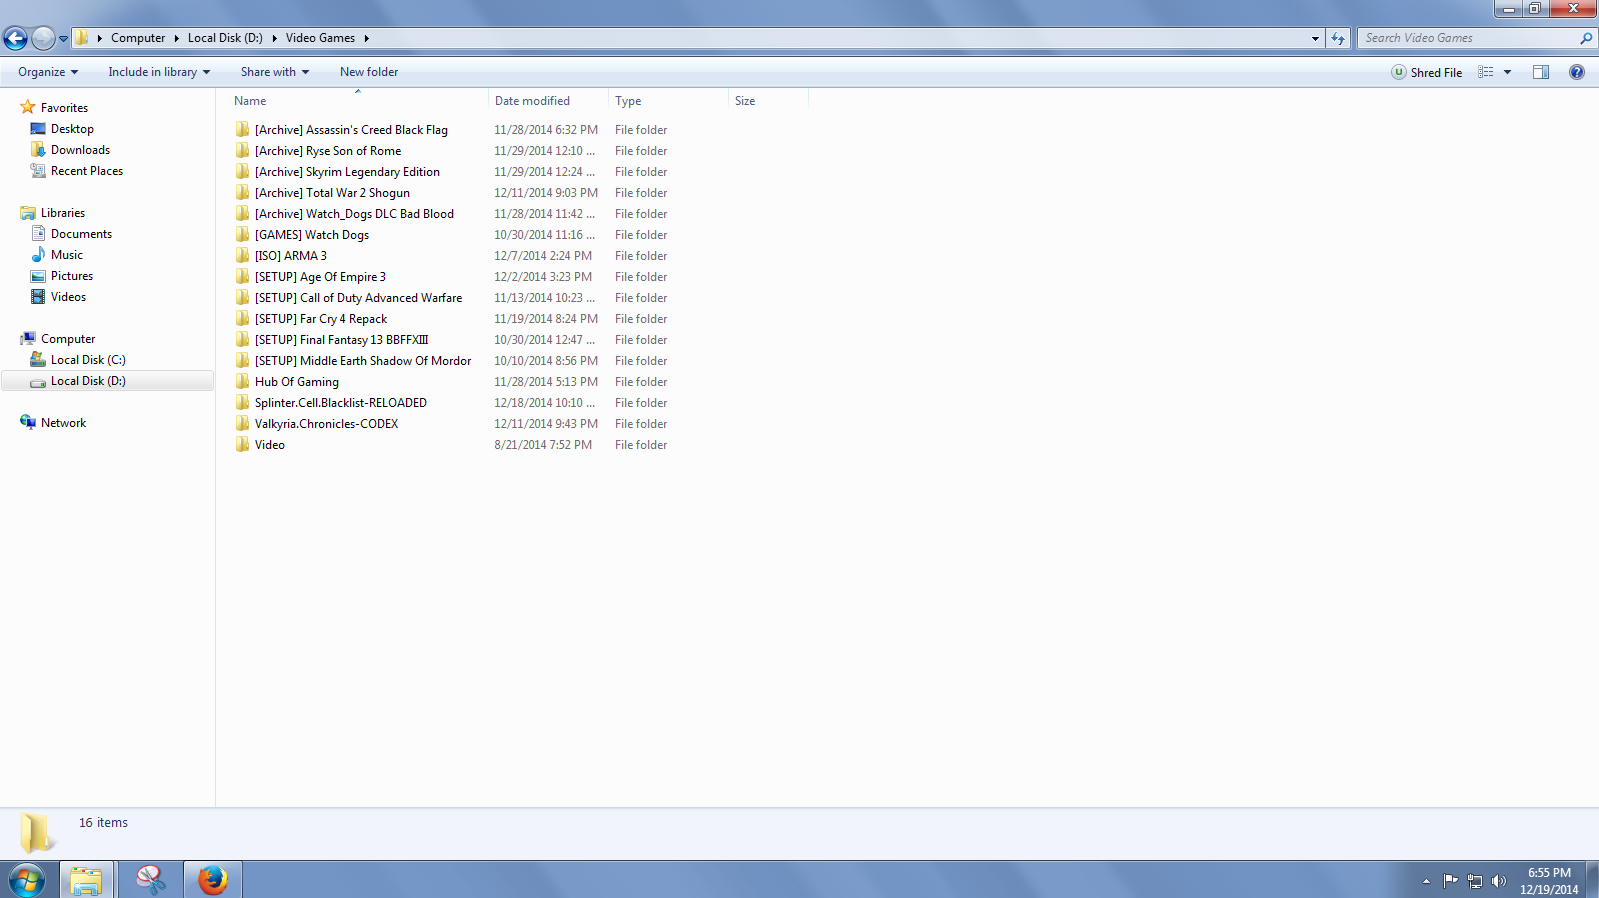 Computer Local Disk (D:) Video Games Search Video Games
Organize Include in library Share with New folder Shred File
Favorites
Desktop
Downloads
Recent Places
Libraries
Documents
Music
Pictures
Videos
Computer
Local Disk (C:)
Local Disk (D:)
Network
Name Date modified Type Size
[Archive] Assassin's Creed Black Flag 11/28/2014 6:32 PM File folder
[Archive] Ryse Son of Rome 11/29/2014 12:10 ... File folder
[Archive] Skyrim Legendary Edition 11/29/2014 12:24 ... File folder
[Archive] Total War 2 Shogun 12/11/2014 9:03 PM File folder
[Archive] Watch_Dogs DLC Bad Blood 11/28/2014 11:42 ... File folder
[GAMES] Watch Dogs 10/30/2014 11:16 ... File folder
[ISO] ARMA 3 12/7/2014 2:24 PM File folder
[SETUP] Age Of Empire 3 12/2/2014 3:23 PM File folder
[SETUP] Call of Duty Advanced Warfare 11/13/2014 10:23 ... File folder
[SETUP] Far Cry 4 Repack 11/19/2014 8:24 PM File folder
[SETUP] Final Fantasy 13 BBFFXIII 10/30/2014 12:47 ... File folder
[SETUP] Middle Earth Shadow Of Mordor 10/10/2014 8:56 PM File folder
Hub Of Gaming 11/28/2014 5:13 PM File folder
Splinter.Cell.Blacklist-RELOADED 12/18/2014 10:10 ... File folder
Valkyria.Chronicles-CODEX 12/11/2014 9:43 PM File folder
Video 8/21/2014 7:52 PM File folder
16 items
6:55 PM
12/19/2014